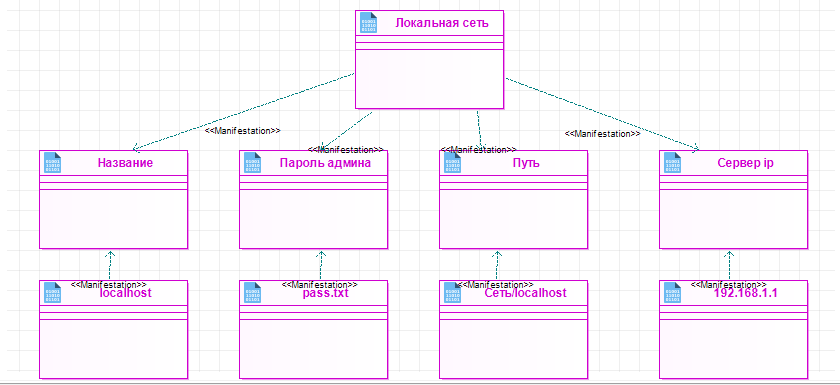 Локальная сеть
<<Manifestation>>
<<Manifestation>>
<<Manifestation>>
<<Manifestation>>
Название
Пароль админа
Путь
Сервер ip
<<Manifestation>>
<<Manifestation>>
<<Manifestation>>
<<Manifestation>>
localhost
pass.txt
Сеть/localhost
192.168.1.1